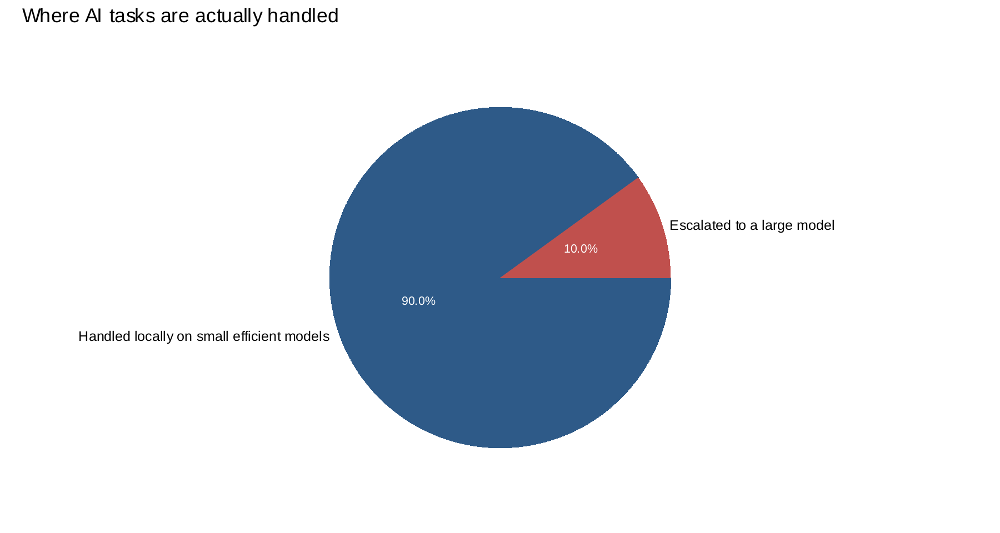 Where AI tasks are actually handled
Escalated to a large model
10.0%
90.0%
Handled locally on small efficient models